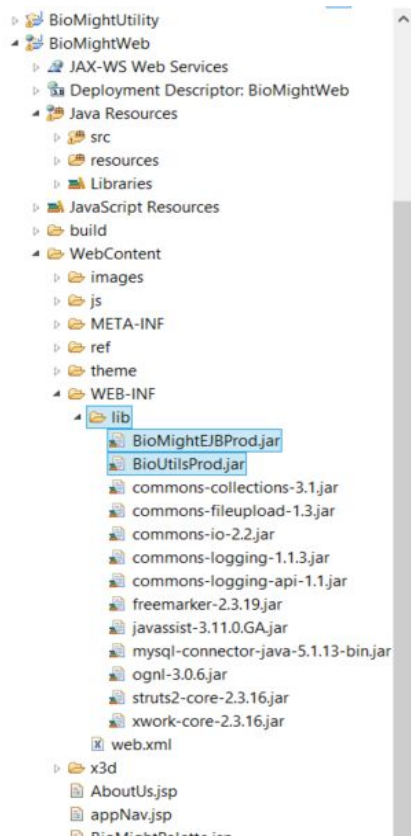 BioMightUtility
BioMightWeb
JAX-WS Web Services
Deployment Descriptor: BioMightWeb
Java Resources
src
resources
Libraries
JavaScript Resources
build
WebContent
images
js
META-INF
ref
theme
WEB-INF
lib
BioMightEJBProd.jar
BioUtilsProd.jar
commons-collections-3.1.jar
commons-fileupload-1.3.jar
commons-io-2.2.jar
commons-logging-1.1.3.jar
commons-logging-api-1.1.jar
freemarker-2.3.19.jar
javassist-3.11.0.GA.jar
mysql-connector-java-5.1.13-bin.jar
ognl-3.0.6.jar
struts2-core-2.3.16.jar
xwork-core-2.3.16.jar
web.xml
x3d
AboutUs.jsp
appNav.jsp